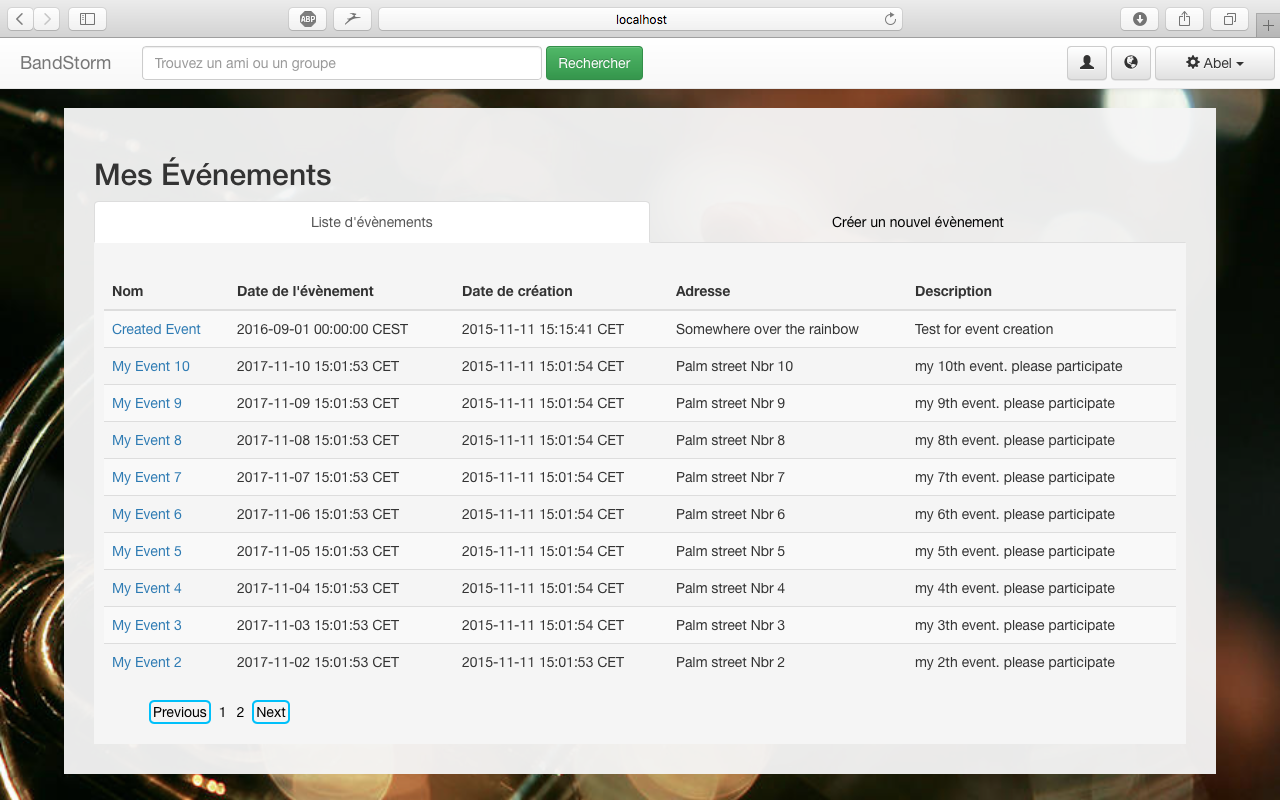 ABP localhost
BandStorm Trouvez un ami ou un groupe Rechercher Abel
Mes Événements
Liste d'évènements Créer un nouvel évènement
Nom Date de l'évènement Date de création Adresse Description
Created Event 2016-09-01 00:00:00 CEST 2015-11-11 15:15:41 CET Somewhere over the rainbow Test for event creation
My Event 10 2017-11-10 15:01:53 CET 2015-11-11 15:01:54 CET Palm street Nbr 10 my 10th event. please participate
My Event 9 2017-11-09 15:01:53 CET 2015-11-11 15:01:54 CET Palm street Nbr 9 my 9th event. please participate
My Event 8 2017-11-08 15:01:53 CET 2015-11-11 15:01:54 CET Palm street Nbr 8 my 8th event. please participate
My Event 7 2017-11-07 15:01:53 CET 2015-11-11 15:01:54 CET Palm street Nbr 7 my 7th event. please participate
My Event 6 2017-11-06 15:01:53 CET 2015-11-11 15:01:54 CET Palm street Nbr 6 my 6th event. please participate
My Event 5 2017-11-05 15:01:53 CET 2015-11-11 15:01:54 CET Palm street Nbr 5 my 5th event. please participate
My Event 4 2017-11-04 15:01:53 CET 2015-11-11 15:01:54 CET Palm street Nbr 4 my 4th event. please participate
My Event 3 2017-11-03 15:01:53 CET 2015-11-11 15:01:54 CET Palm street Nbr 3 my 3th event. please participate
My Event 2 2017-11-02 15:01:53 CET 2015-11-11 15:01:53 CET Palm street Nbr 2 my 2th event. please participate
Previous 1 2 Next